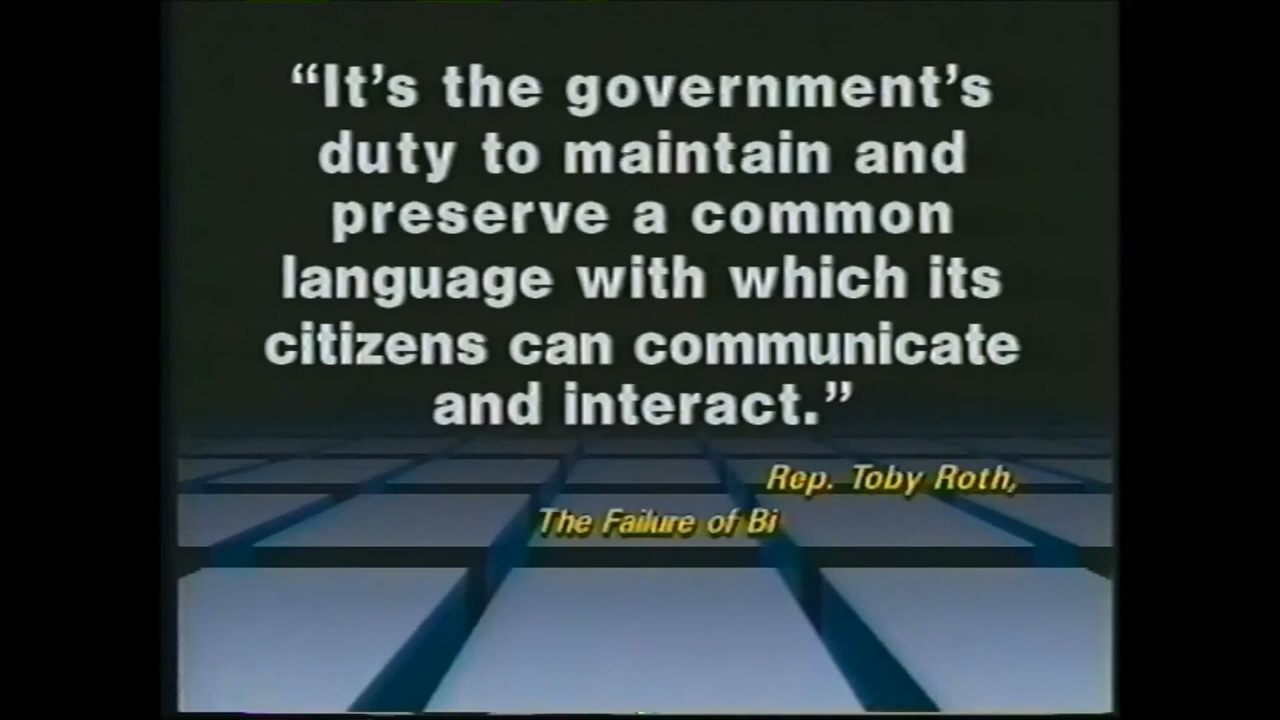 “It’s the government’s
duty to maintain and
preserve a common
language with which its
citizens can communicate
and interact.”
Rep. Toby Roth,
The Failure of Bi